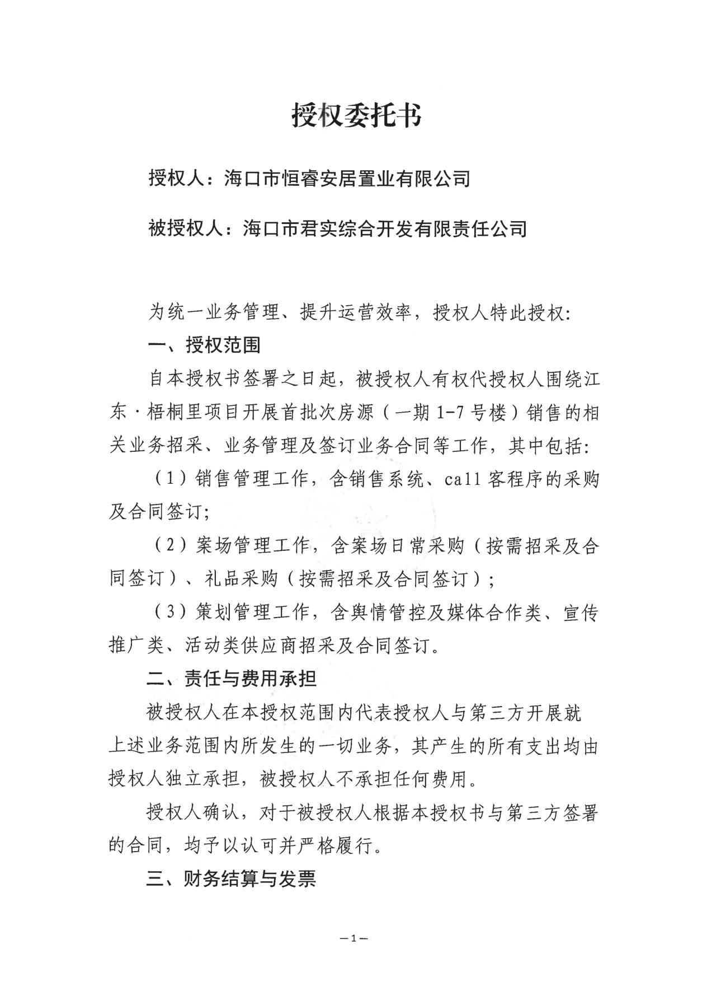 授权委托书
授权人：海口市恒睿安居置业有限公司
被授权人：海口市君实综合开发有限责任公司
为统一业务管理、提升运营效率，授权人特此授权：
一、授权范围
自本授权书签署之日起，被授权人有权代授权人围绕江
东·梧桐里项目开展首批次房源（一期 1-7 号楼）销售的相
关业务招采、业务管理及签订业务合同等工作，其中包括：
（1）销售管理工作，含销售系统、call 客程序的采购
及合同签订；
（2）案场管理工作，含案场日常采购（按需招采及合
同签订）、礼品采购（按需招采及合同签订）；
（3）策划管理工作，含舆情管控及媒体合作类、宣传
推广类、活动类供应商招采及合同签订。
二、责任与费用承担
被授权人在本授权范围内代表授权人与第三方开展就
上述业务范围内所发生的一切业务，其产生的所有支出均由
授权人独立承担，被授权人不承担任何费用。
授权人确认，对于被授权人根据本授权书与第三方签署
的合同，均予以认可并严格履行。
三、财务结算与发票
—1—